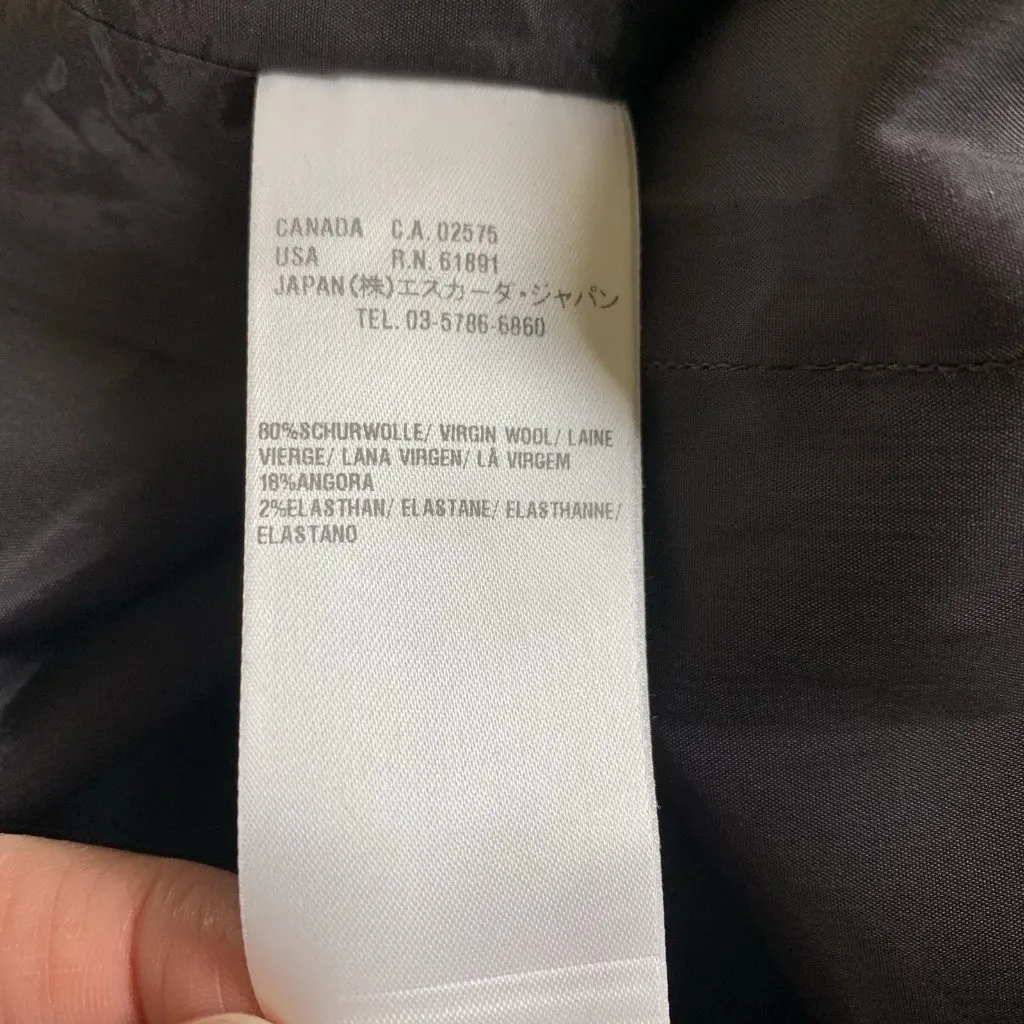 CANADA C.A. 02575
USA R.N. 61891
JAPAN(株)エスカーダ・ジャパン
TEL. 03-5786-6860
80%SCHURWOLLE/ VIRGIN WOOL/ LAINE
VIERGE/ LANA VIRGEN/ LÃ VIRGEM
18%ANGORA
2%ELASTHAN/ ELASTANE/ ELASTHANNE/
ELASTANO